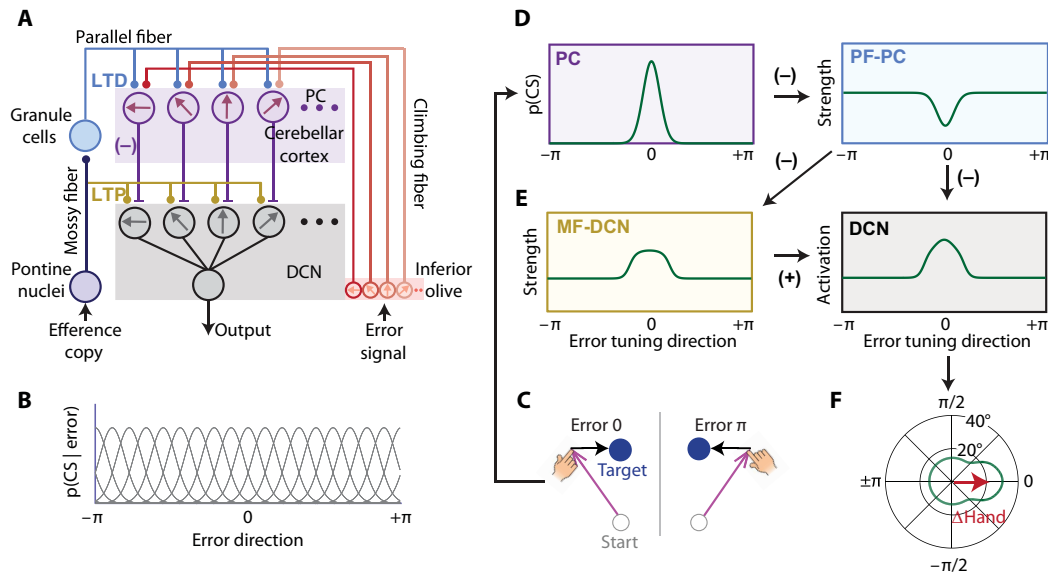 A
Parallel fiber
LTD
PC
Granule
cells
(−)
Cerebellar
cortex
Climbing fiber
Mossy fiber
LTP
DCN
Pontine
nuclei
Inferior
olive
Efference
copy
Output
Error
signal
B
p(CS | error)
−π
0
+π
Error direction
C
Error 0
Target
Start
Error π
D
PC
p(CS)
−π
0
+π
(−)
PF-PC
Strength
−π
0
+π
(−)
(−)
E
MF-DCN
Strength
−π
0
+π
Error tuning direction
(+)
DCN
Activation
−π
0
+π
Error tuning direction
F
π/2
40°
20°
±π
0
ΔHand
−π/2